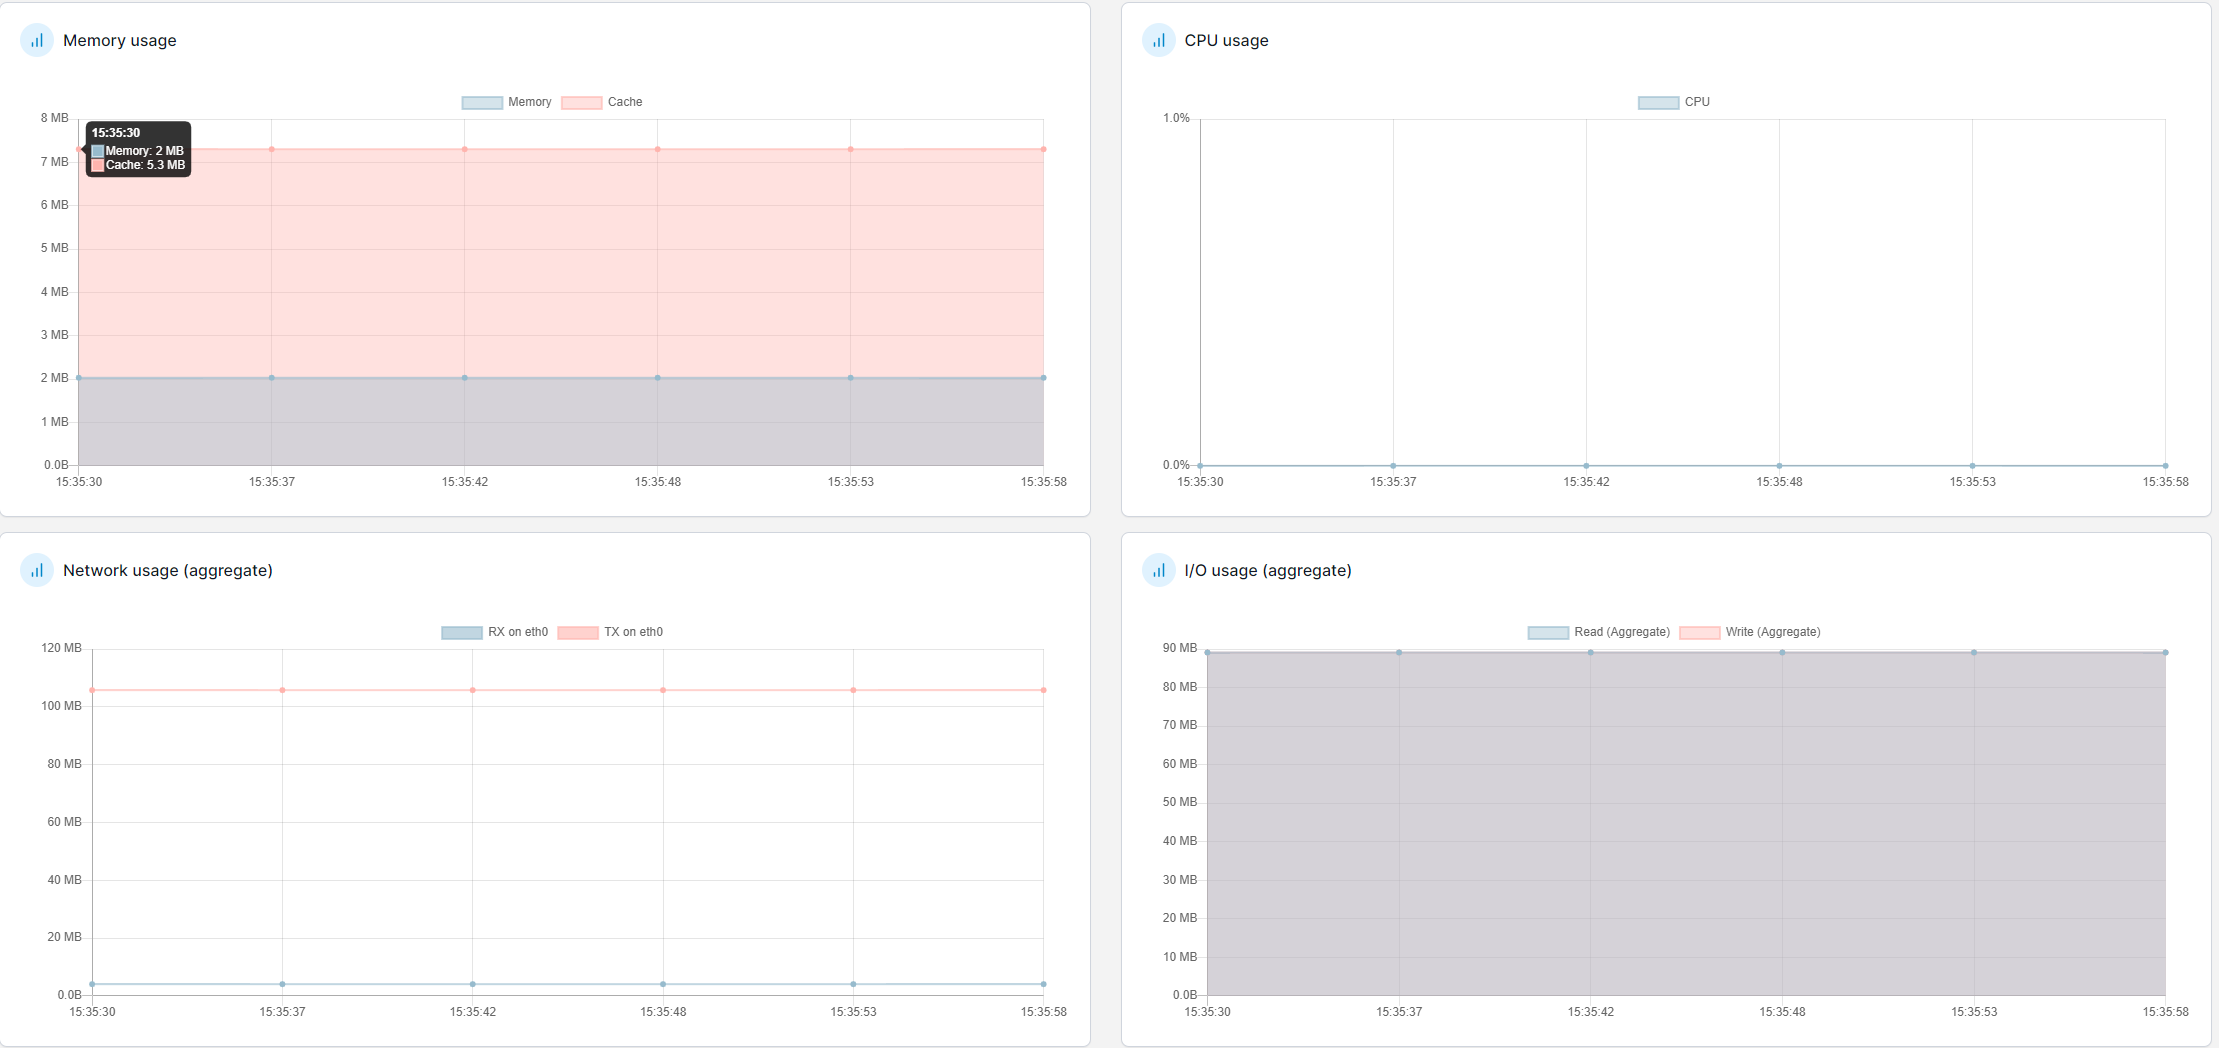 Memory usage
Memory Cache
8 MB
7 MB
6 MB
5 MB
4 MB
3 MB
2 MB
1 MB
0.0B
15:35:30
Memory: 2 MB
Cache: 5.3 MB
15:35:30 15:35:37 15:35:42 15:35:48 15:35:53 15:35:58
CPU usage
CPU
1.0%
0.0%
15:35:30 15:35:37 15:35:42 15:35:48 15:35:53 15:35:58
Network usage (aggregate)
RX on eth0 TX on eth0
120 MB
100 MB
80 MB
60 MB
40 MB
20 MB
0.0B
15:35:30 15:35:37 15:35:42 15:35:48 15:35:53 15:35:58
I/O usage (aggregate)
Read (Aggregate) Write (Aggregate)
90 MB
80 MB
70 MB
60 MB
50 MB
40 MB
30 MB
20 MB
10 MB
0.0B
15:35:30 15:35:37 15:35:42 15:35:48 15:35:53 15:35:58